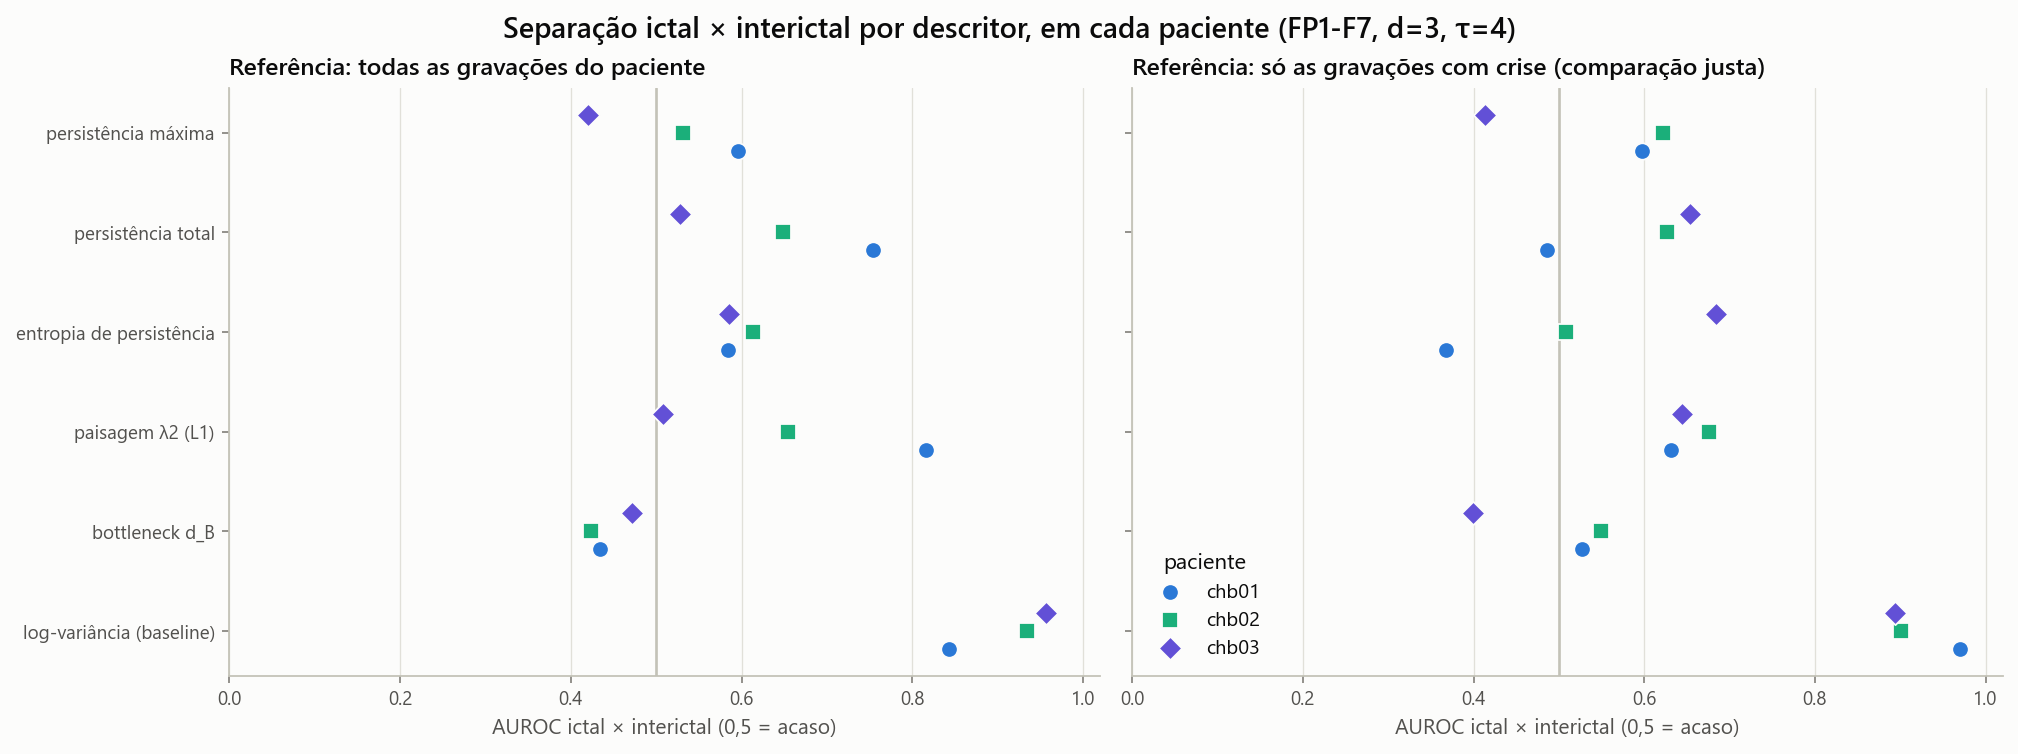 Separação ictal × interictal por descritor, em cada paciente (FP1-F7, d=3, τ=4)
Referência: todas as gravações do paciente
persistência máxima
persistência total
entropia de persistência
paisagem λ2 (L1)
bottleneck d_B
log-variância (baseline)
0.0 0.2 0.4 0.6 0.8 1.0
AUROC ictal × interictal (0,5 = acaso)
Referência: só as gravações com crise (comparação justa)
paciente
chb01
chb02
chb03
0.0 0.2 0.4 0.6 0.8 1.0
AUROC ictal × interictal (0,5 = acaso)